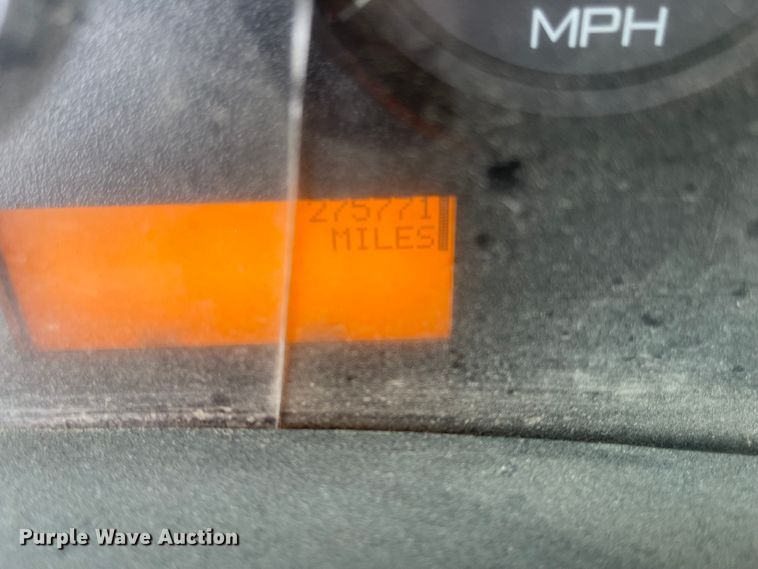 MPH
275771
MILES
Purple Wave Auction